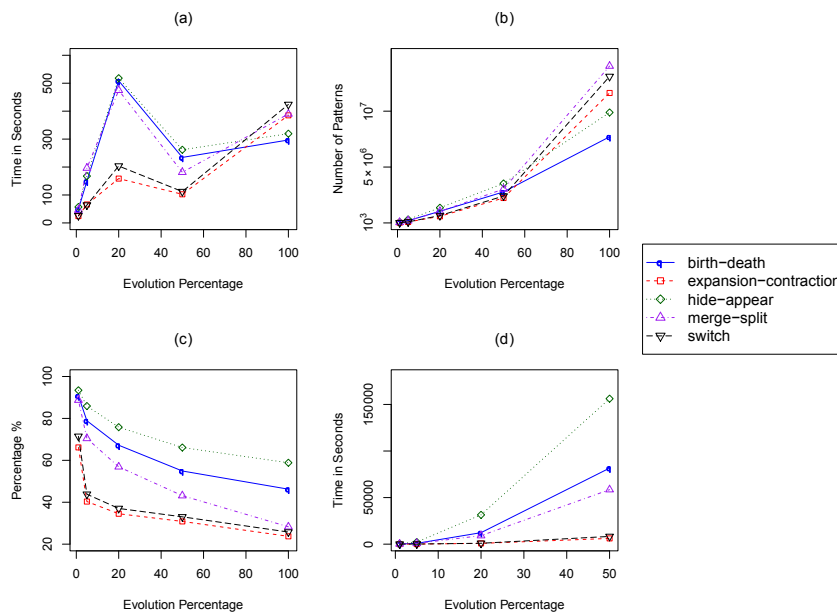 (a)
Time in Seconds
0 100 300 500
0 20 40 60 80 100
Evolution Percentage
(b)
Number of Patterns
10^3 5×10^6 10^7
0 20 40 60 80 100
Evolution Percentage
birth−death
expansion−contraction
hide−appear
merge−split
switch
(c)
Percentage %
20 40 60 80 100
0 20 40 60 80 100
Evolution Percentage
(d)
Time in Seconds
0 50000 150000
0 10 20 30 40 50
Evolution Percentage